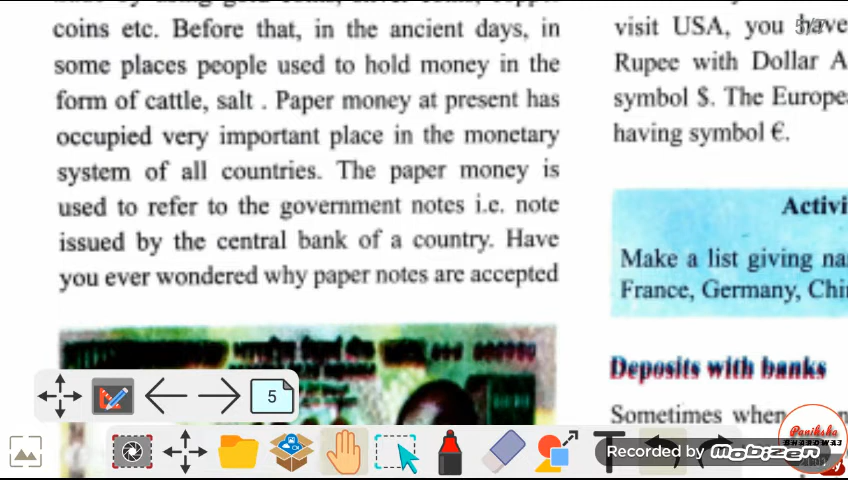 coins etc. Before that, in the ancient days, in
some places people used to hold money in the
form of cattle, salt . Paper money at present has
occupied very important place in the monetary
system of all countries. The paper money is
used to refer to the government notes i.e. note
issued by the central bank of a country. Have
you ever wondered why paper notes are accepted
visit USA, you have
Rupee with Dollar A
symbol $. The Europe
having symbol €.
Activi
Make a list giving na
France, Germany, Chi
Deposits with banks
Sometimes when
5/7
5
Recorded by mobizen
Paniksha
BHARDWAJ